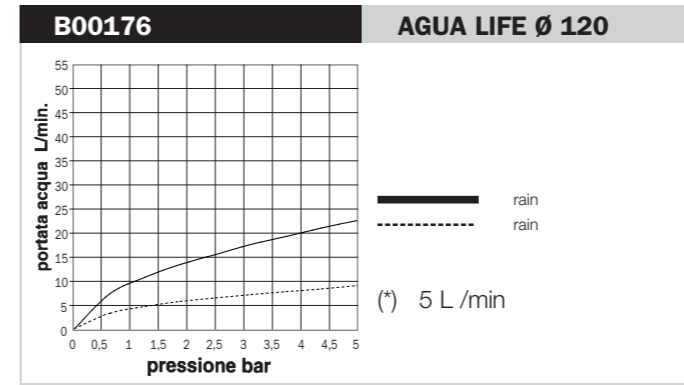 B00176
AGUA LIFE Ø 120
portata acqua L/min.
55
50
45
40
35
30
25
20
15
10
5
0
0 0,5 1 1,5 2 2,5 3 3,5 4 4,5 5
pressione bar
rain
rain
(*) 5 L /min